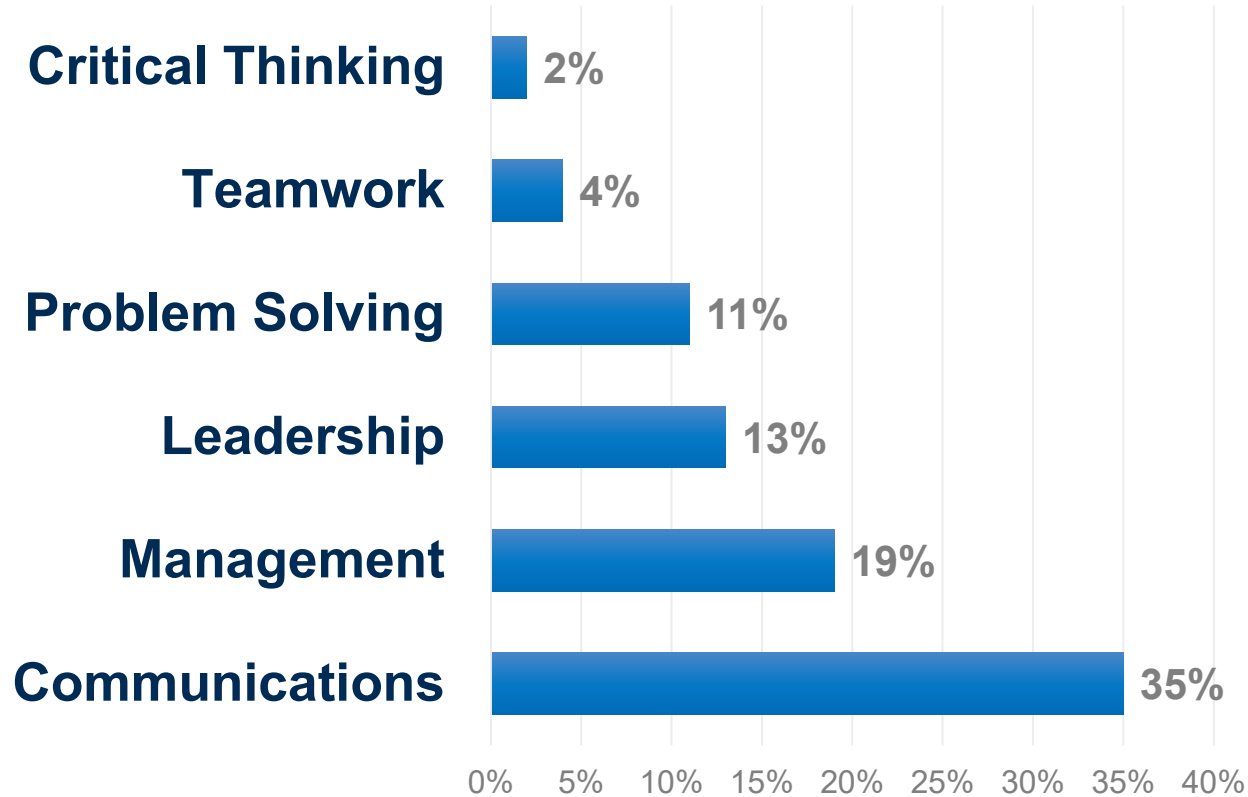 Critical Thinking 2%
Teamwork 4%
Problem Solving 11%
Leadership 13%
Management 19%
Communications 35%
0% 5% 10% 15% 20% 25% 30% 35% 40%